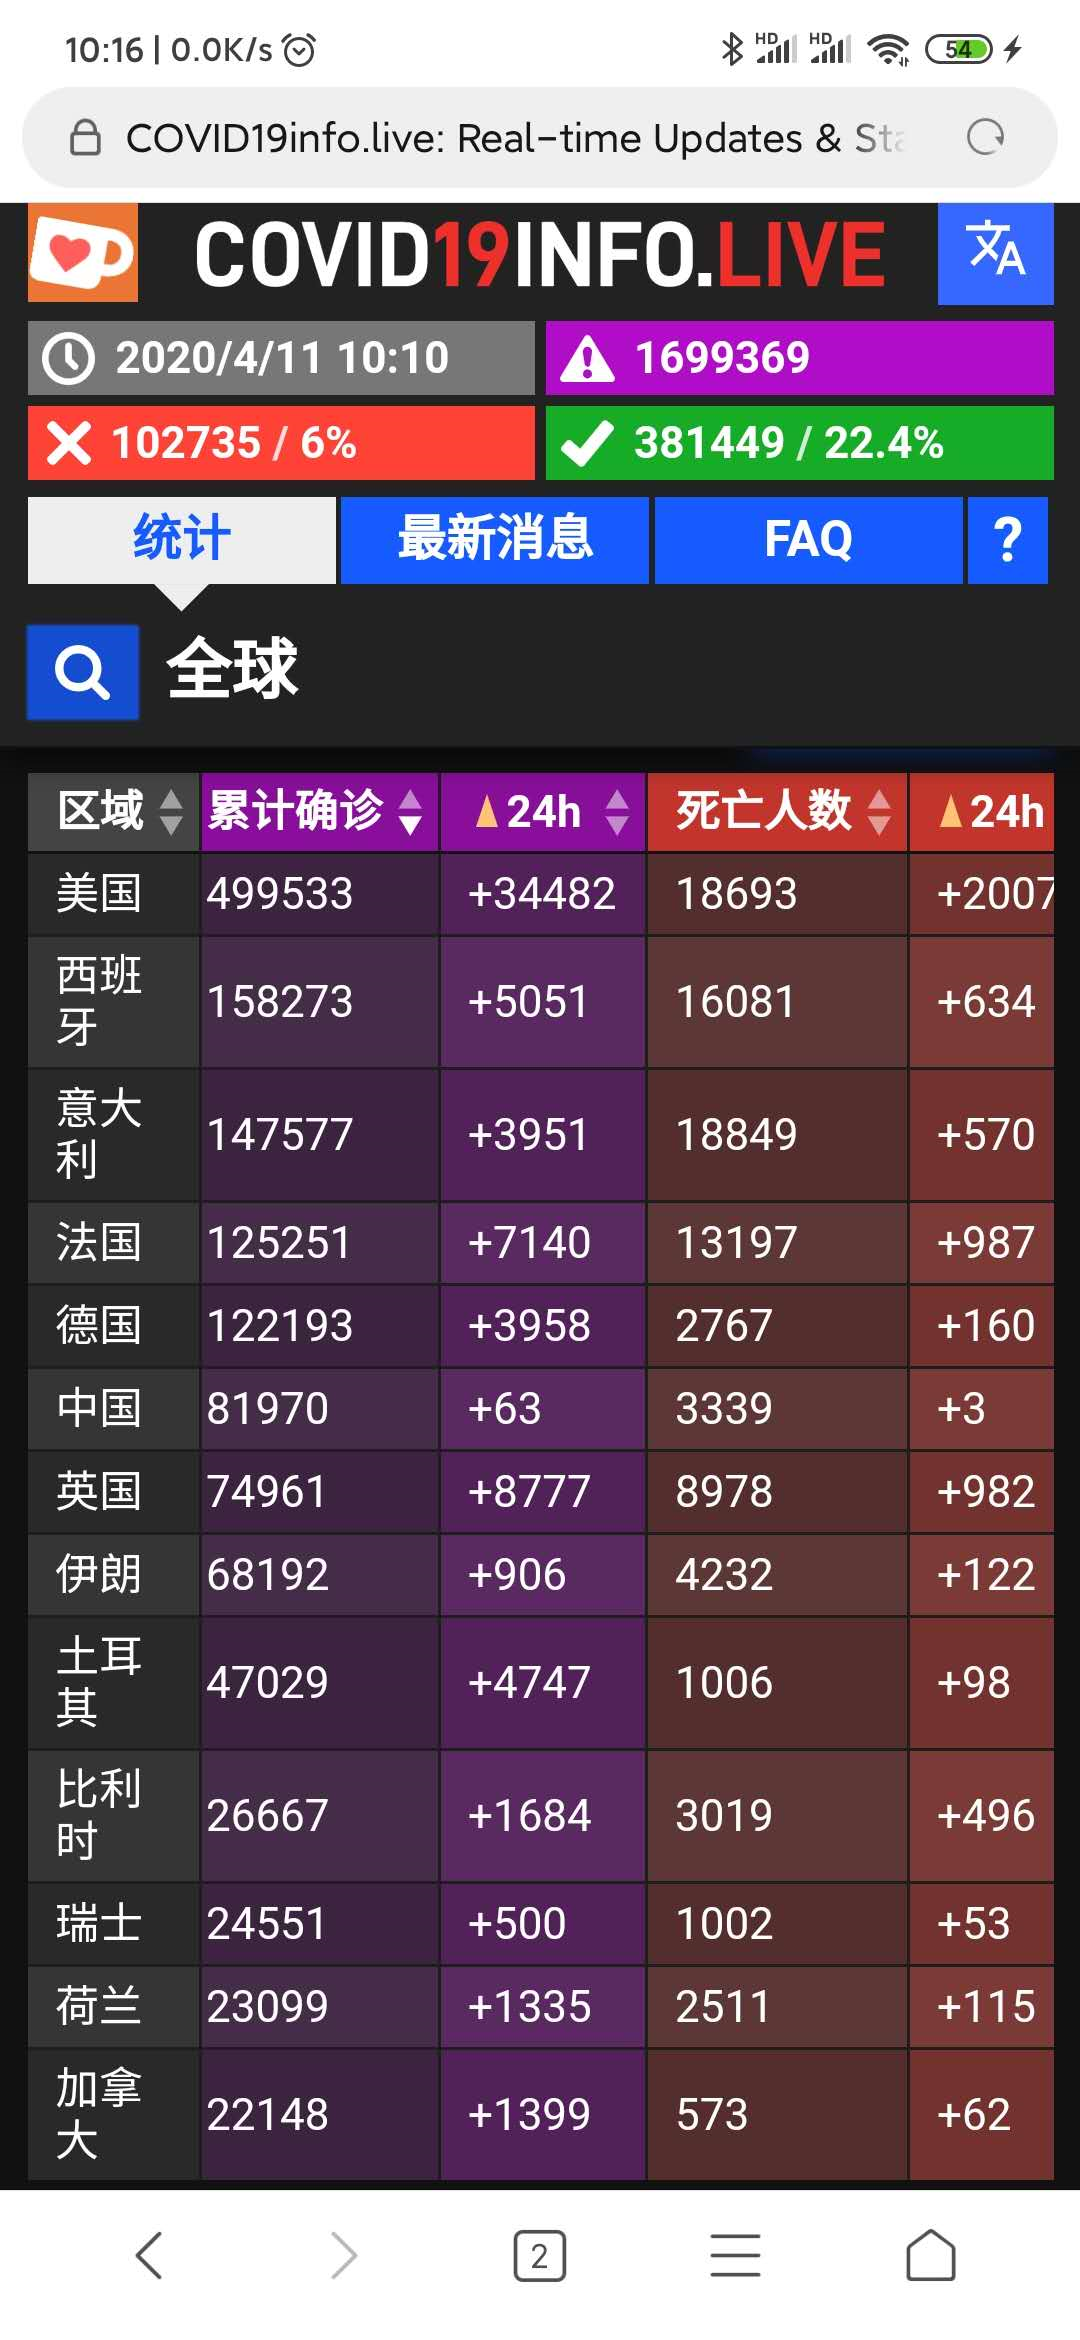 10:16 | 0.0K/s HD HD 54
COVID19info.live: Real-time Updates & Sta
COVID19INFO.LIVE 文A
2020/4/11 10:10 1699369
102735 / 6% 381449 / 22.4%
统计 最新消息 FAQ ?
全球
区域 累计确诊 24h 死亡人数 24h
美国 499533 +34482 18693 +2007
西班牙 158273 +5051 16081 +634
意大利 147577 +3951 18849 +570
法国 125251 +7140 13197 +987
德国 122193 +3958 2767 +160
中国 81970 +63 3339 +3
英国 74961 +8777 8978 +982
伊朗 68192 +906 4232 +122
土耳其 47029 +4747 1006 +98
比利时 26667 +1684 3019 +496
瑞士 24551 +500 1002 +53
荷兰 23099 +1335 2511 +115
加拿大 22148 +1399 573 +62
2